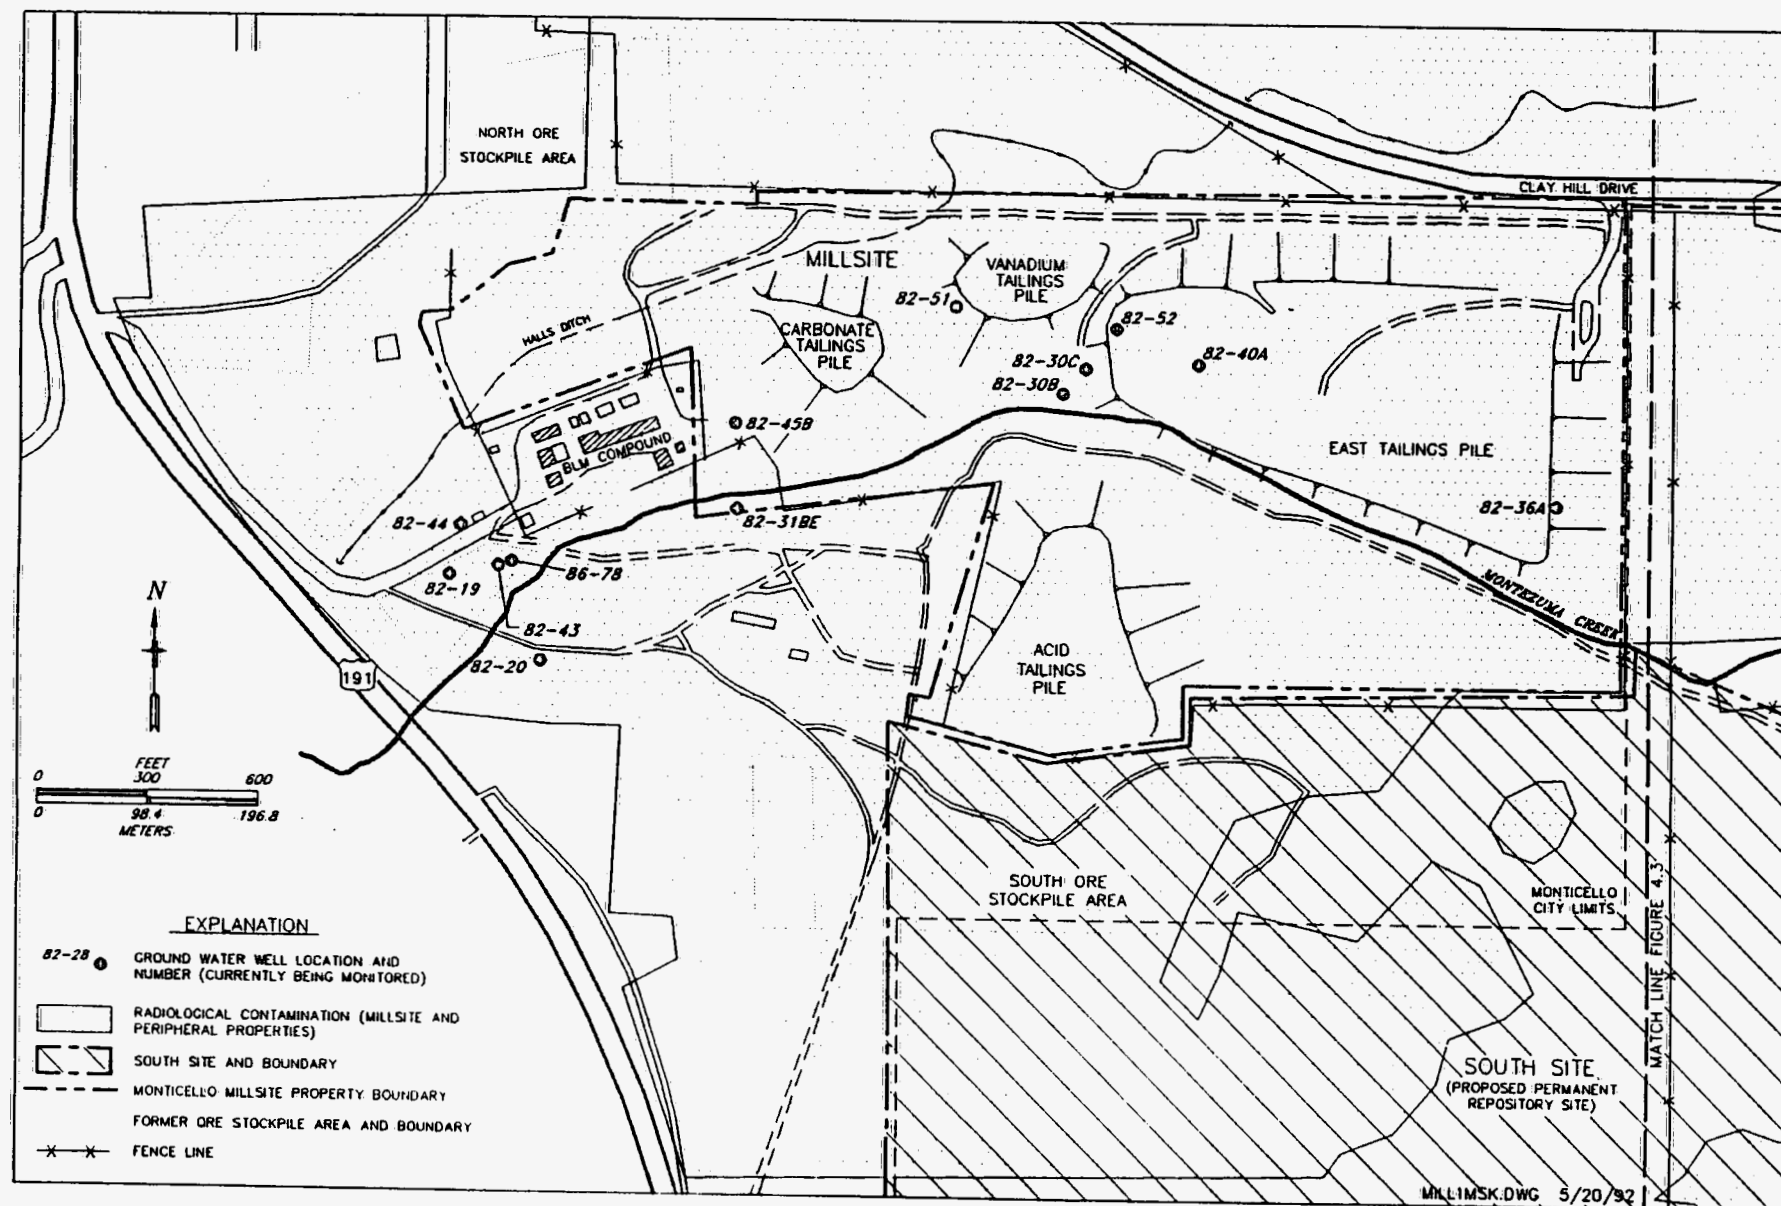 NORTH ORE
STOCKPILE AREA
CLAY HILL DRIVE
MILLSITE
VANADIUM
TAILINGS
PILE
82-51
82-52
HALLS DITCH
CARBONATE
TAILINGS
PILE
82-30C
82-40A
82-30B
82-45B
BLM COMPOUND
EAST TAILINGS PILE
82-44
82-31BE
82-36A
86-78
82-19
MONTEZUMA CREEK
N
82-43
82-20
191
ACID
TAILINGS
PILE
FEET
0 300 600
0 98.4 196.8
METERS
SOUTH ORE
STOCKPILE AREA
MONTICELLO
CITY LIMITS
MATCH LINE FIGURE 4.3
EXPLANATION
82-28
GROUND WATER WELL LOCATION AND
NUMBER (CURRENTLY BEING MONITORED)
RADIOLOGICAL CONTAMINATION (MILLSITE AND
PERIPHERAL PROPERTIES)
SOUTH SITE AND BOUNDARY
MONTICELLO MILLSITE PROPERTY BOUNDARY
FORMER ORE STOCKPILE AREA AND BOUNDARY
FENCE LINE
SOUTH SITE
(PROPOSED PERMANENT
REPOSITORY SITE)
MILL1MSK.DWG 5/20/92